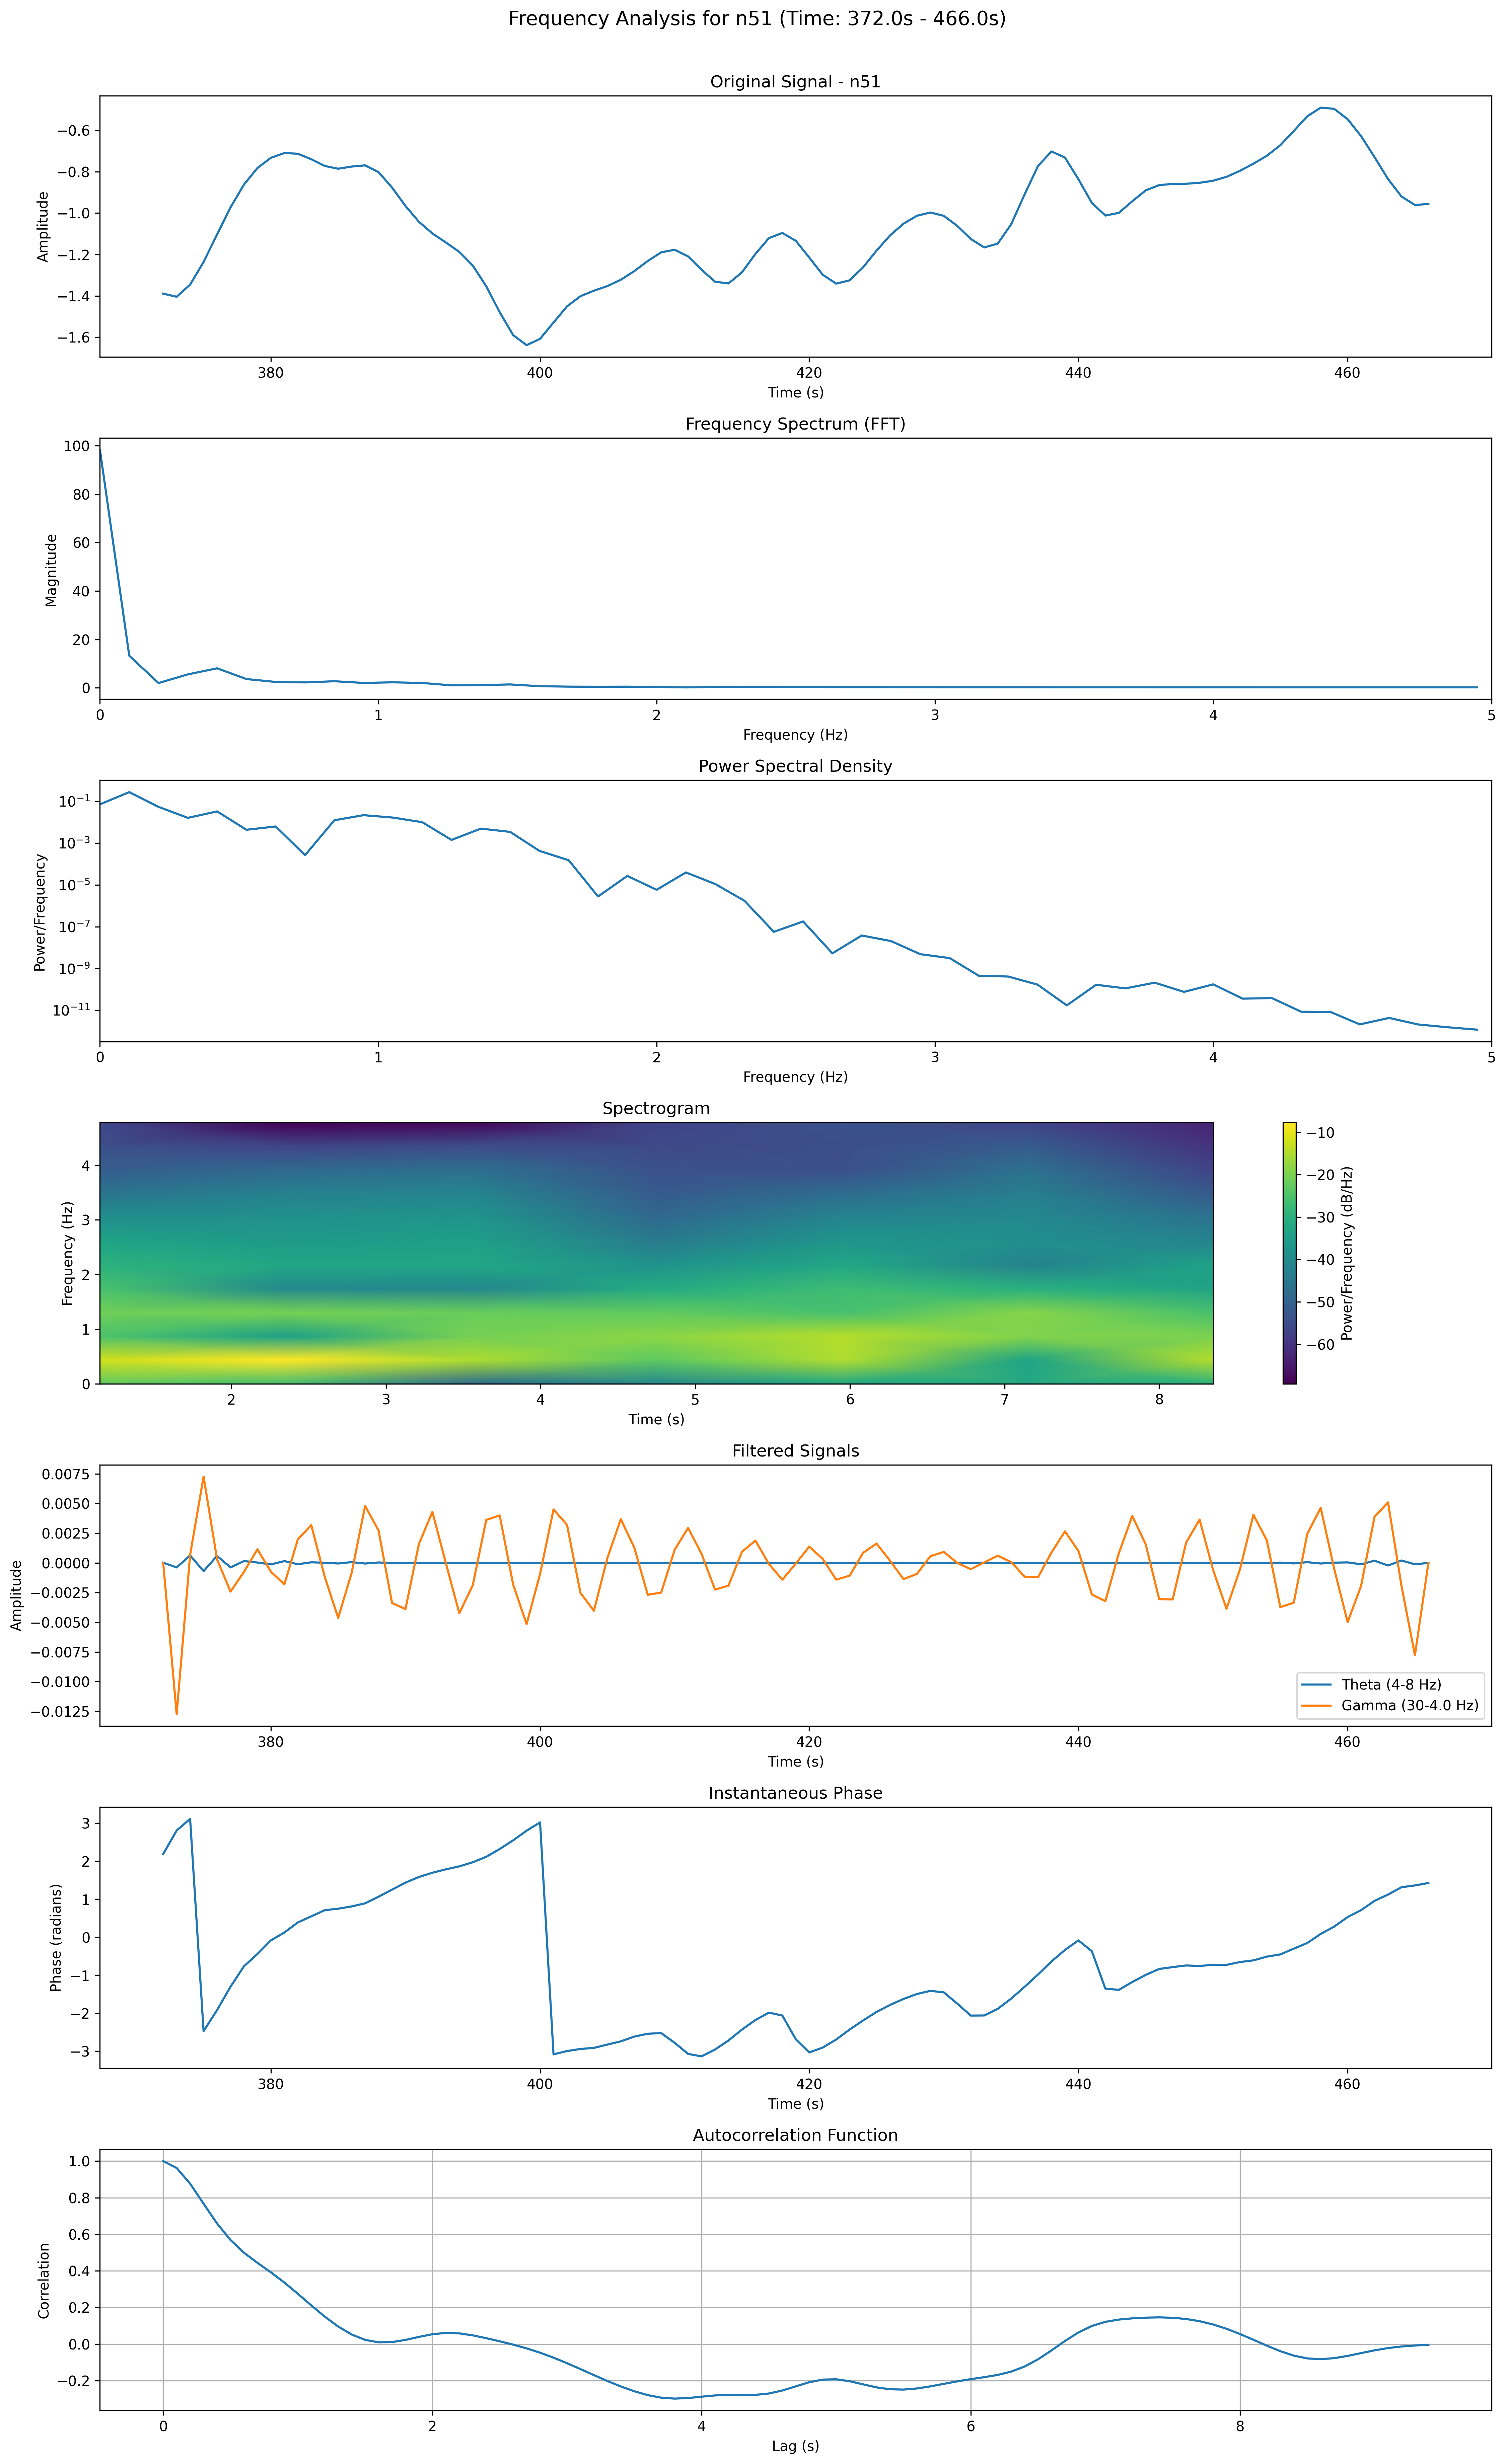 Frequency Analysis for n51 (Time: 372.0s - 466.0s)
Original Signal - n51
Amplitude
−0.6
−0.8
−1.0
−1.2
−1.4
−1.6
380 400 420 440 460
Time (s)
Frequency Spectrum (FFT)
Magnitude
100
80
60
40
20
0
0 1 2 3 4 5
Frequency (Hz)
Power Spectral Density
Power/Frequency
10⁻¹
10⁻³
10⁻⁵
10⁻⁷
10⁻⁹
10⁻¹¹
0 1 2 3 4 5
Frequency (Hz)
Spectrogram
Frequency (Hz)
4
3
2
1
0
2 3 4 5 6 7 8
Time (s)
−10
−20
−30
−40
−50
−60
Power/Frequency (dB/Hz)
Filtered Signals
Amplitude
0.0075
0.0050
0.0025
0.0000
−0.0025
−0.0050
−0.0075
−0.0100
−0.0125
Theta (4-8 Hz)
Gamma (30-4.0 Hz)
380 400 420 440 460
Time (s)
Instantaneous Phase
Phase (radians)
3
2
1
0
−1
−2
−3
380 400 420 440 460
Time (s)
Autocorrelation Function
Correlation
1.0
0.8
0.6
0.4
0.2
0.0
−0.2
0 2 4 6 8
Lag (s)